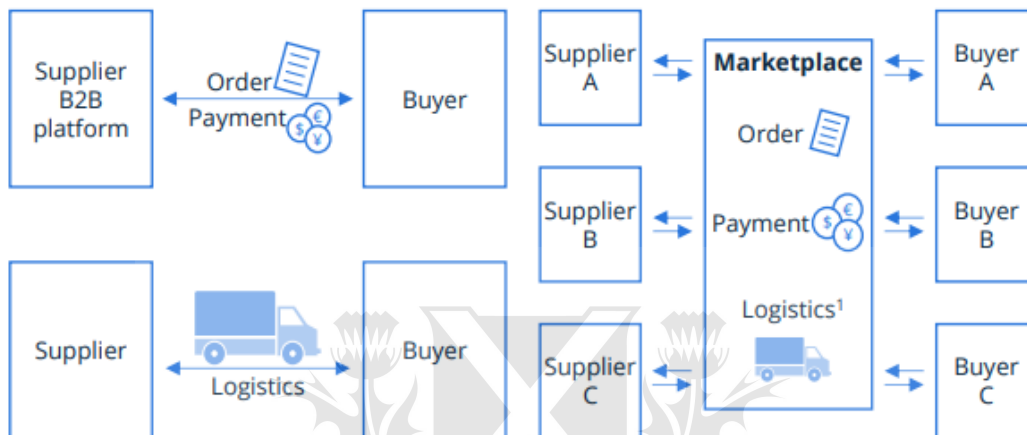 Supplier
B2B
platform
Order
Payment
$ € ¥
Buyer
Supplier
Logistics
Buyer
Supplier
A
Supplier
B
Supplier
C
Marketplace
Order
Payment
$ € ¥
Logistics¹
Buyer
A
Buyer
B
Buyer
C